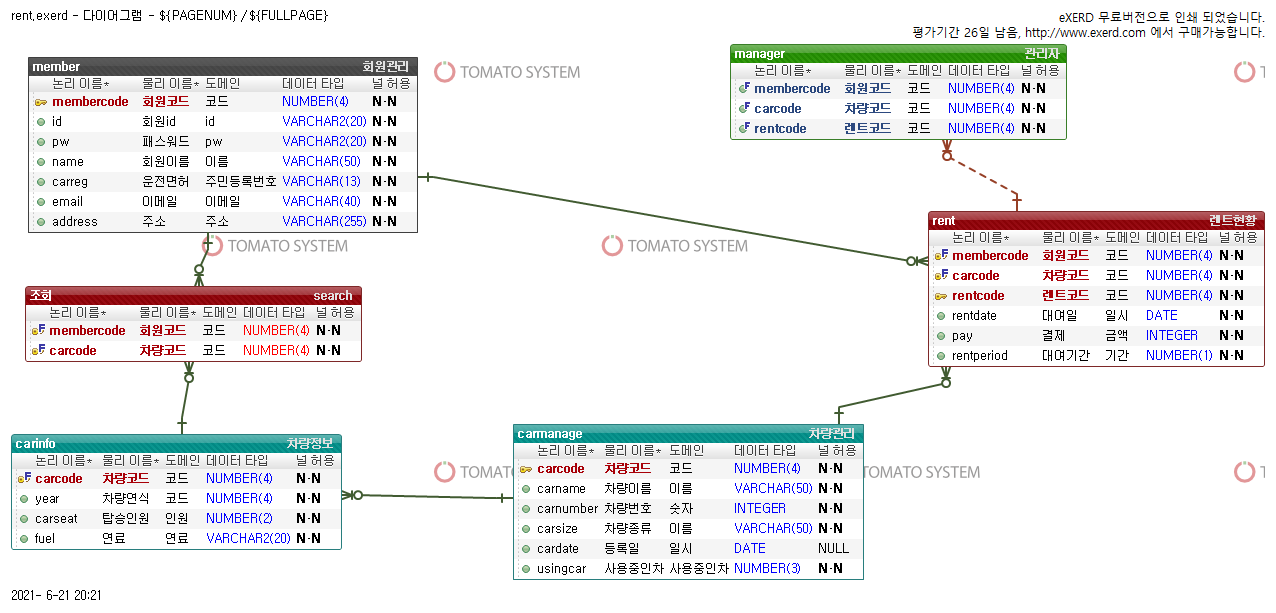 rent.exerd - 다이어그램 - ${PAGENUM} /${FULLPAGE}
eXERD 무료버전으로 인쇄 되었습니다.
평가기간 26일 남음, http://www.exerd.com 에서 구매가능합니다.
member 회원관리
논리 이름* 물리 이름* 도메인 데이터 타입 널 허용
membercode 회원코드 코드 NUMBER(4) N-N
id 회원id id VARCHAR2(20) N-N
pw 패스워드 pw VARCHAR2(20) N-N
name 회원이름 이름 VARCHAR(50) N-N
carreg 운전면허 주민등록번호 VARCHAR(13) N-N
email 이메일 이메일 VARCHAR(40) N-N
address 주소 주소 VARCHAR(255) N-N
TOMATO SYSTEM
manager 관리자
논리 이름* 물리 이름* 도메인 데이터 타입 널 허용
membercode 회원코드 코드 NUMBER(4) N-N
carcode 차량코드 코드 NUMBER(4) N-N
rentcode 렌트코드 코드 NUMBER(4) N-N
T
TOMATO SYSTEM
TOMATO SYSTEM
rent 렌트현황
논리 이름* 물리 이름* 도메인 데이터 타입 널 허용
membercode 회원코드 코드 NUMBER(4) N-N
carcode 차량코드 코드 NUMBER(4) N-N
rentcode 렌트코드 코드 NUMBER(4) N-N
rentdate 대여일 일시 DATE N-N
pay 결제 금액 INTEGER N-N
rentperiod 대여기간 기간 NUMBER(1) N-N
조회 search
논리 이름* 물리 이름* 도메인 데이터 타입 널 허용
membercode 회원코드 코드 NUMBER(4) N-N
carcode 차량코드 코드 NUMBER(4) N-N
carinfo 차량정보
논리 이름* 물리 이름* 도메인 데이터 타입 널 허용
carcode 차량코드 코드 NUMBER(4) N-N
year 차량연식 코드 NUMBER(4) N-N
carseat 탑승인원 인원 NUMBER(2) N-N
fuel 연료 연료 VARCHAR2(20) N-N
TOMATO
carmanage 차량관리
논리 이름* 물리 이름* 도메인 데이터 타입 널 허용
carcode 차량코드 코드 NUMBER(4) N-N
carname 차량이름 이름 VARCHAR(50) N-N
carnumber 차량번호 숫자 INTEGER N-N
carsize 차량종류 이름 VARCHAR(50) N-N
cardate 등록일 일시 DATE NULL
usingcar 사용중인차 사용중인차 NUMBER(3) N-N
TOMATO SYSTEM
T
2021- 6-21 20:21